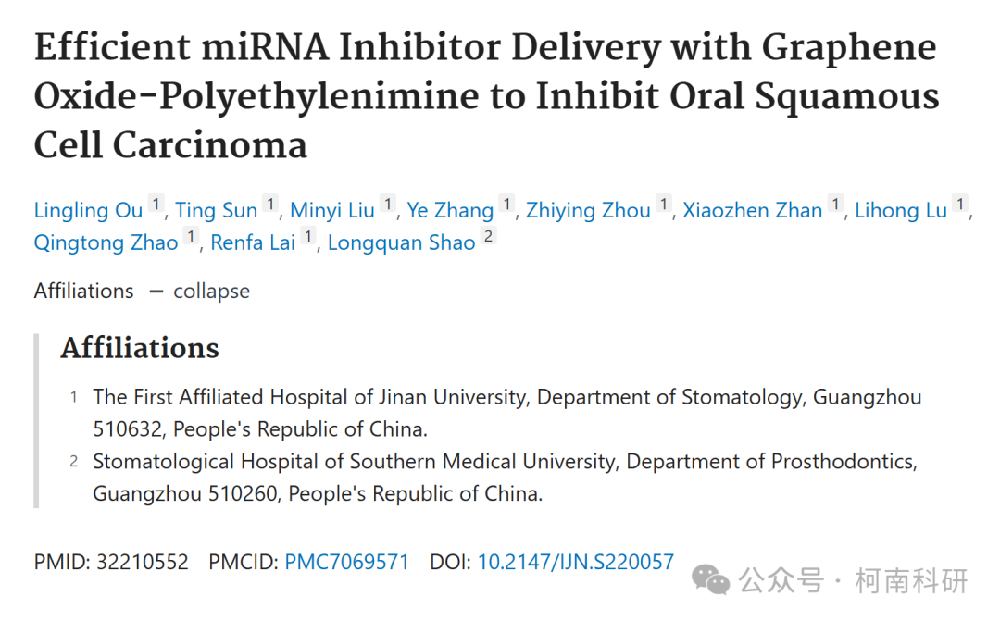 Efficient miRNA Inhibitor Delivery with Graphene
Oxide-Polyethylenimine to Inhibit Oral Squamous
Cell Carcinoma
Lingling Ou 1, Ting Sun 1, Minyi Liu 1, Ye Zhang 1, Zhiying Zhou 1, Xiaozhen Zhan 1, Lihong Lu 1,
Qingtong Zhao 1, Renfa Lai 1, Longquan Shao 2
Affiliations − collapse
Affiliations
1 The First Affiliated Hospital of Jinan University, Department of Stomatology, Guangzhou
510632, People's Republic of China.
2 Stomatological Hospital of Southern Medical University, Department of Prosthodontics,
Guangzhou 510260, People's Republic of China.
PMID: 32210552 PMCID: PMC7069571 DOI: 10.2147/IJN.S220057
公众号 · 柯南科研